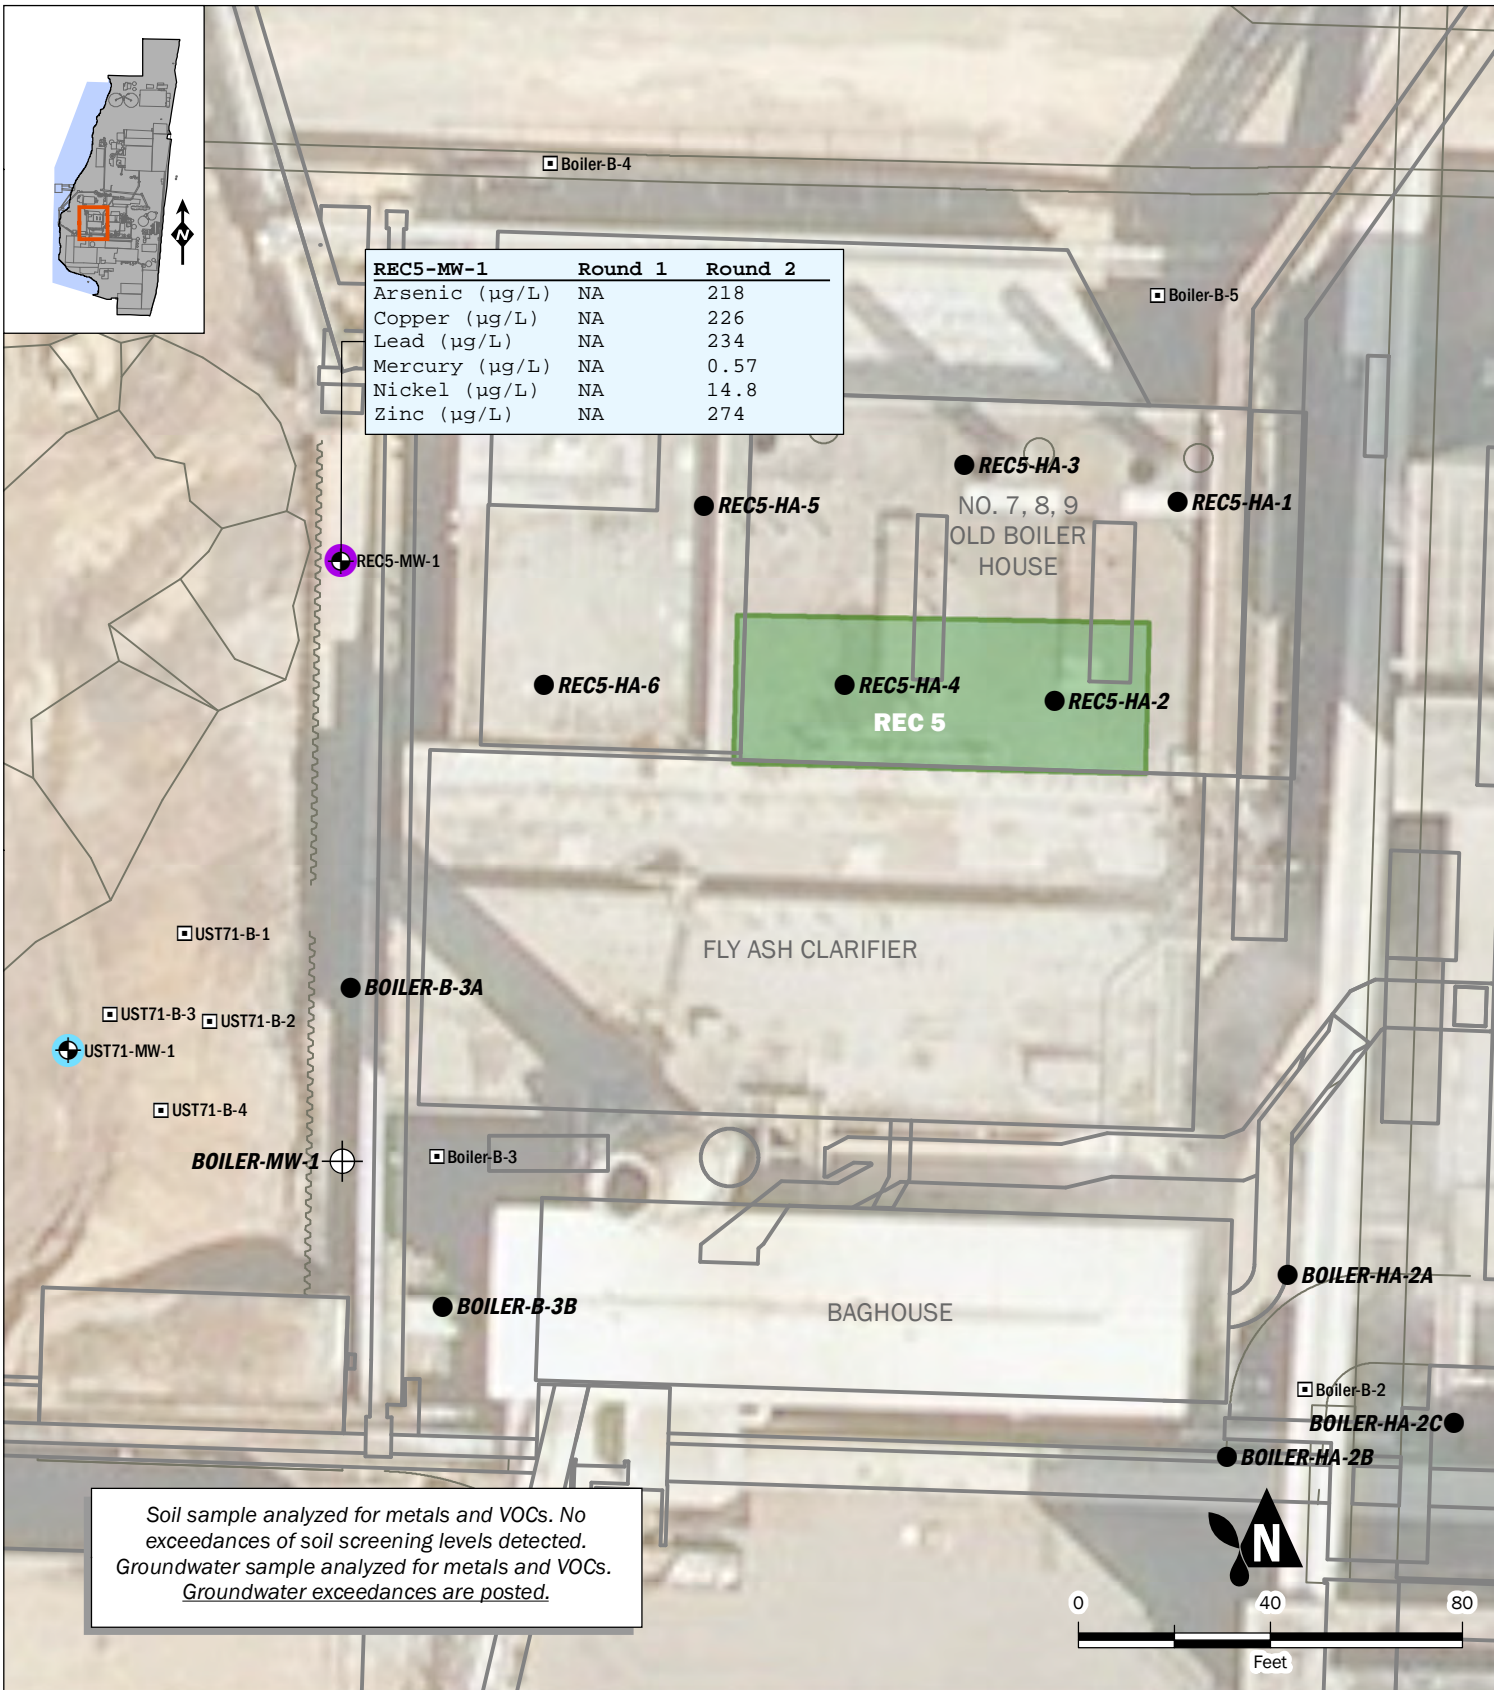 N
Boiler-B-4
REC5-MW-1 Round 1 Round 2
Arsenic (µg/L) NA 218
Copper (µg/L) NA 226
Lead (µg/L) NA 234
Mercury (µg/L) NA 0.57
Nickel (µg/L) NA 14.8
Zinc (µg/L) NA 274
Boiler-B-5
REC5-HA-3
REC5-HA-5
REC5-HA-1
NO. 7, 8, 9
OLD BOILER
HOUSE
REC5-MW-1
REC5-HA-6
REC5-HA-4
REC5-HA-2
REC 5
UST71-B-1
FLY ASH CLARIFIER
BOILER-B-3A
UST71-B-3
UST71-B-2
UST71-MW-1
UST71-B-4
BOILER-MW-1
Boiler-B-3
BOILER-HA-2A
BOILER-B-3B
BAGHOUSE
Boiler-B-2
BOILER-HA-2C
BOILER-HA-2B
Soil sample analyzed for metals and VOCs. No
exceedances of soil screening levels detected.
Groundwater sample analyzed for metals and VOCs.
Groundwater exceedances are posted.
N
0 40 80
Feet